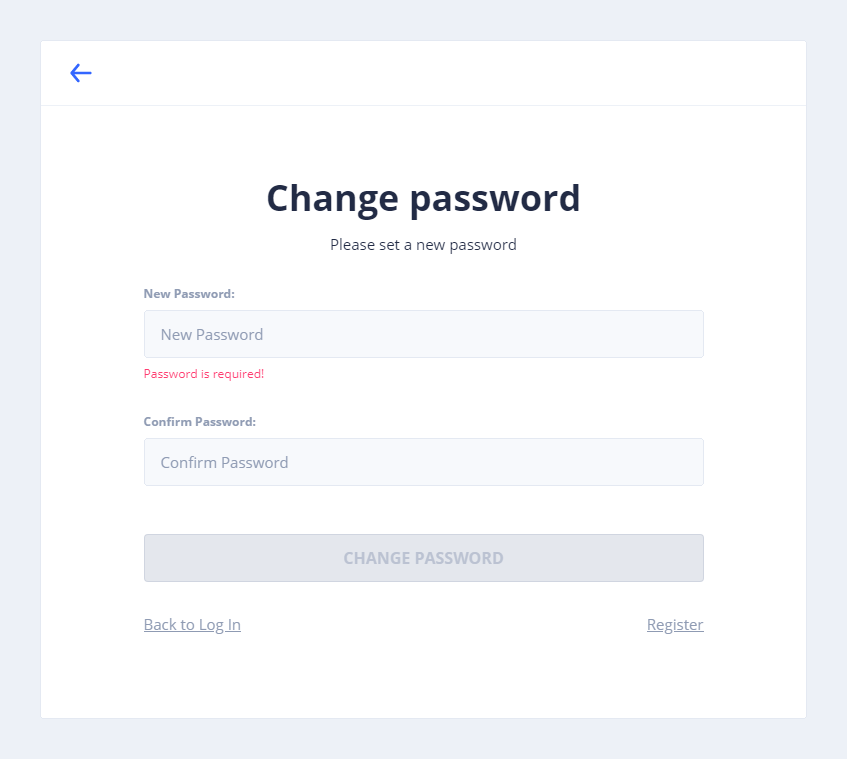 Change password
Please set a new password
New Password:
New Password
Password is required!
Confirm Password:
Confirm Password
CHANGE PASSWORD
Back to Log In
Register